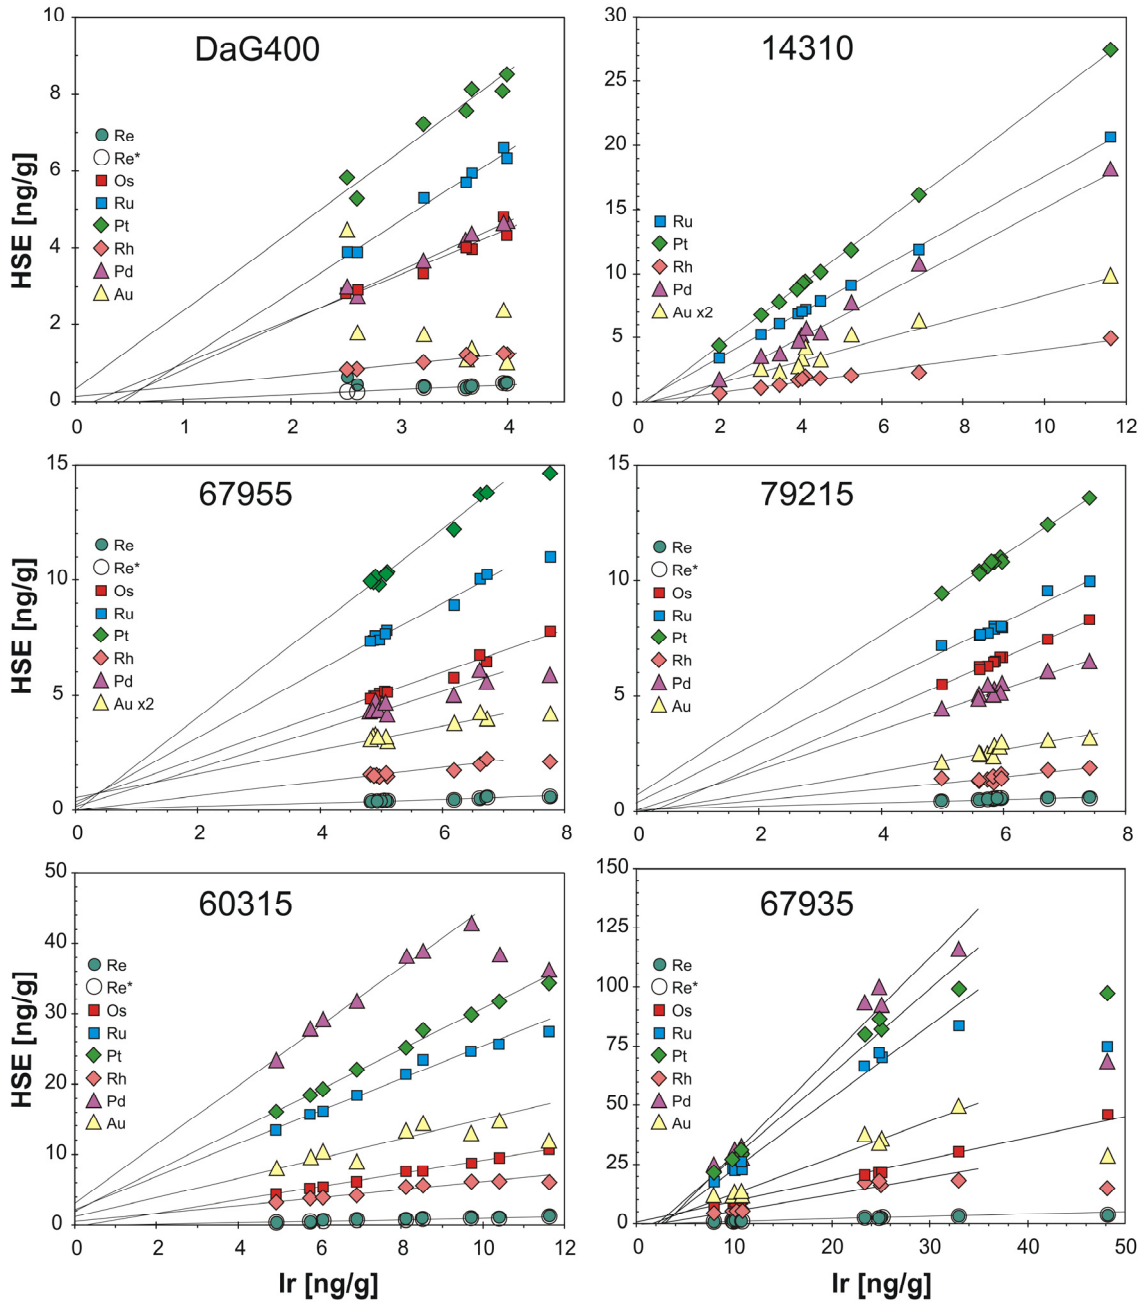 DaG400
HSE [ng/g]
10
8
6
4
2
0
Re
Re*
Os
Ru
Pt
Rh
Pd
Au
0 1 2 3 4
14310
30
25
20
15
10
5
0
Ru
Pt
Rh
Pd
Au x2
0 2 4 6 8 10 12
67955
HSE [ng/g]
15
10
5
0
Re
Re*
Os
Ru
Pt
Rh
Pd
Au x2
0 2 4 6 8
79215
15
10
5
0
Re
Re*
Os
Ru
Pt
Rh
Pd
Au
0 2 4 6 8
60315
HSE [ng/g]
50
40
30
20
10
0
Re
Re*
Os
Ru
Pt
Rh
Pd
Au
0 2 4 6 8 10 12
Ir [ng/g]
67935
150
125
100
75
50
25
0
Re
Re*
Os
Ru
Pt
Rh
Pd
Au
0 10 20 30 40 50
Ir [ng/g]